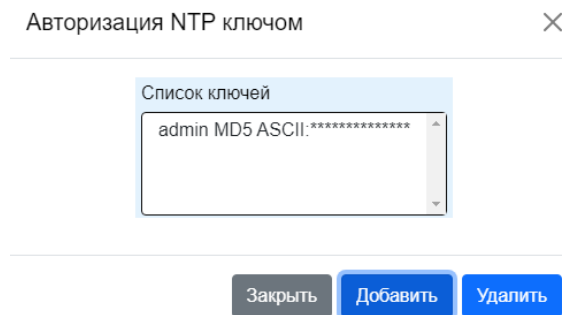 Авторизация NTP ключом
Список ключей
admin MD5 ASCII:**************
Закрыть Добавить Удалить